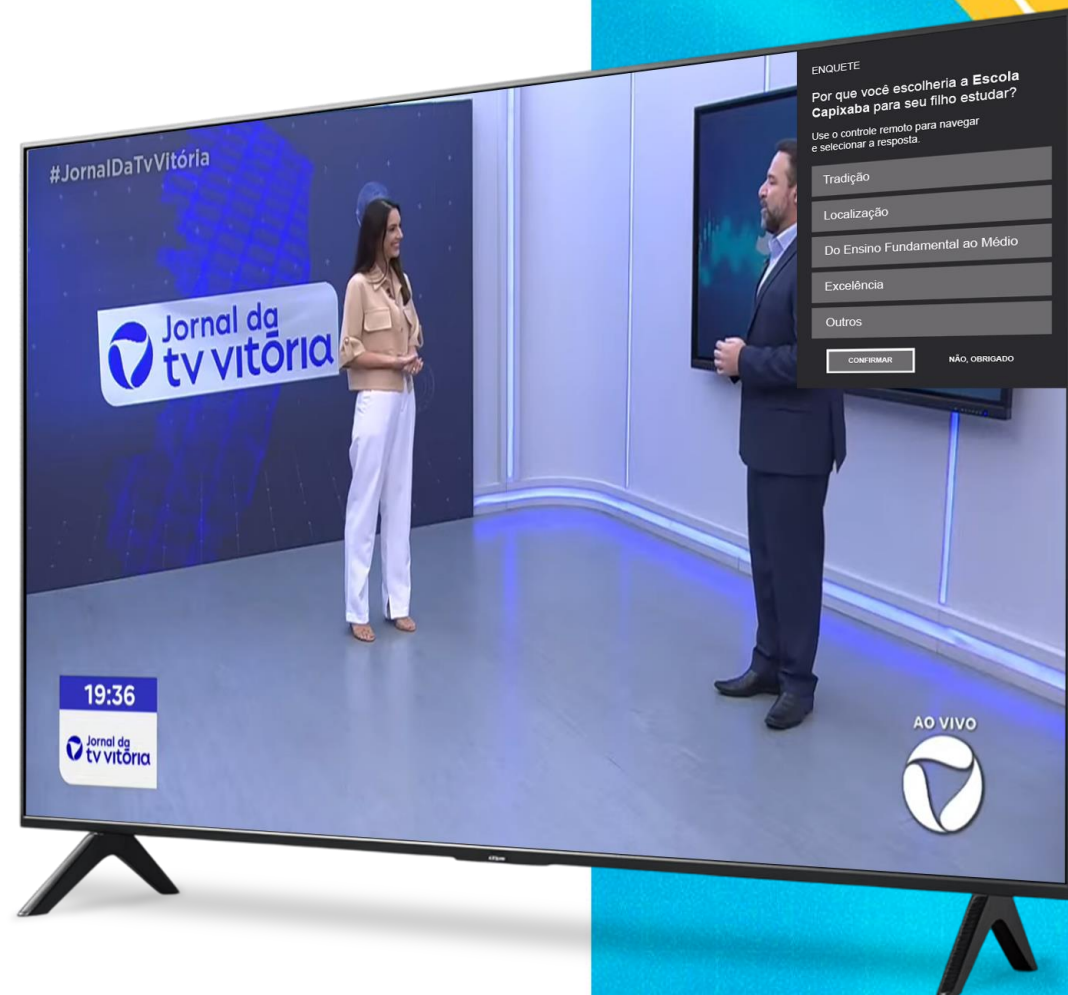 #JornalDaTvVitória
Jornal da
tv vitória
19:36
Jornal da
tv vitória
AO VIVO
ENQUETE
Por que você escolheria a Escola
Capixaba para seu filho estudar?
Use o controle remoto para navegar
e selecionar a resposta.
Tradição
Localização
Do Ensino Fundamental ao Médio
Excelência
Outros
CONFIRMAR
NÃO, OBRIGADO